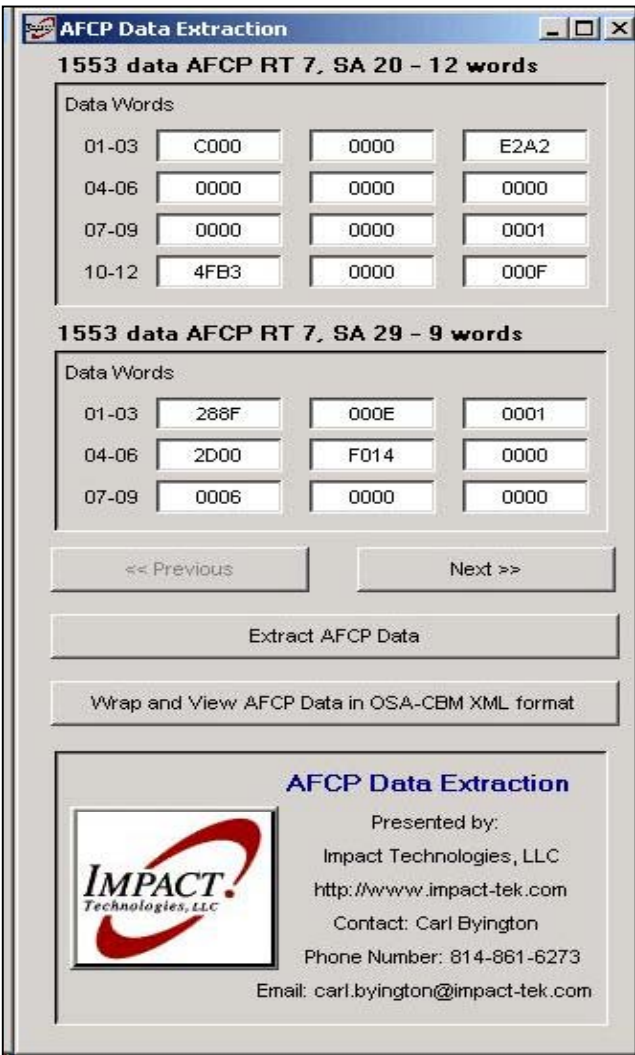 AFCP Data Extraction
1553 data AFCP RT 7, SA 20 - 12 words
Data Words
01-03 C000 0000 E2A2
04-06 0000 0000 0000
07-09 0000 0000 0001
10-12 4FB3 0000 000F
1553 data AFCP RT 7, SA 29 - 9 words
Data Words
01-03 288F 000E 0001
04-06 2D00 F014 0000
07-09 0006 0000 0000
<< Previous Next >>
Extract AFCP Data
Wrap and View AFCP Data in OSA-CBM XML format
AFCP Data Extraction
IMPACT
Technologies, LLC
Presented by:
Impact Technologies, LLC
http://www.impact-tek.com
Contact: Carl Byington
Phone Number: 814-861-6273
Email: carl.byington@impact-tek.com